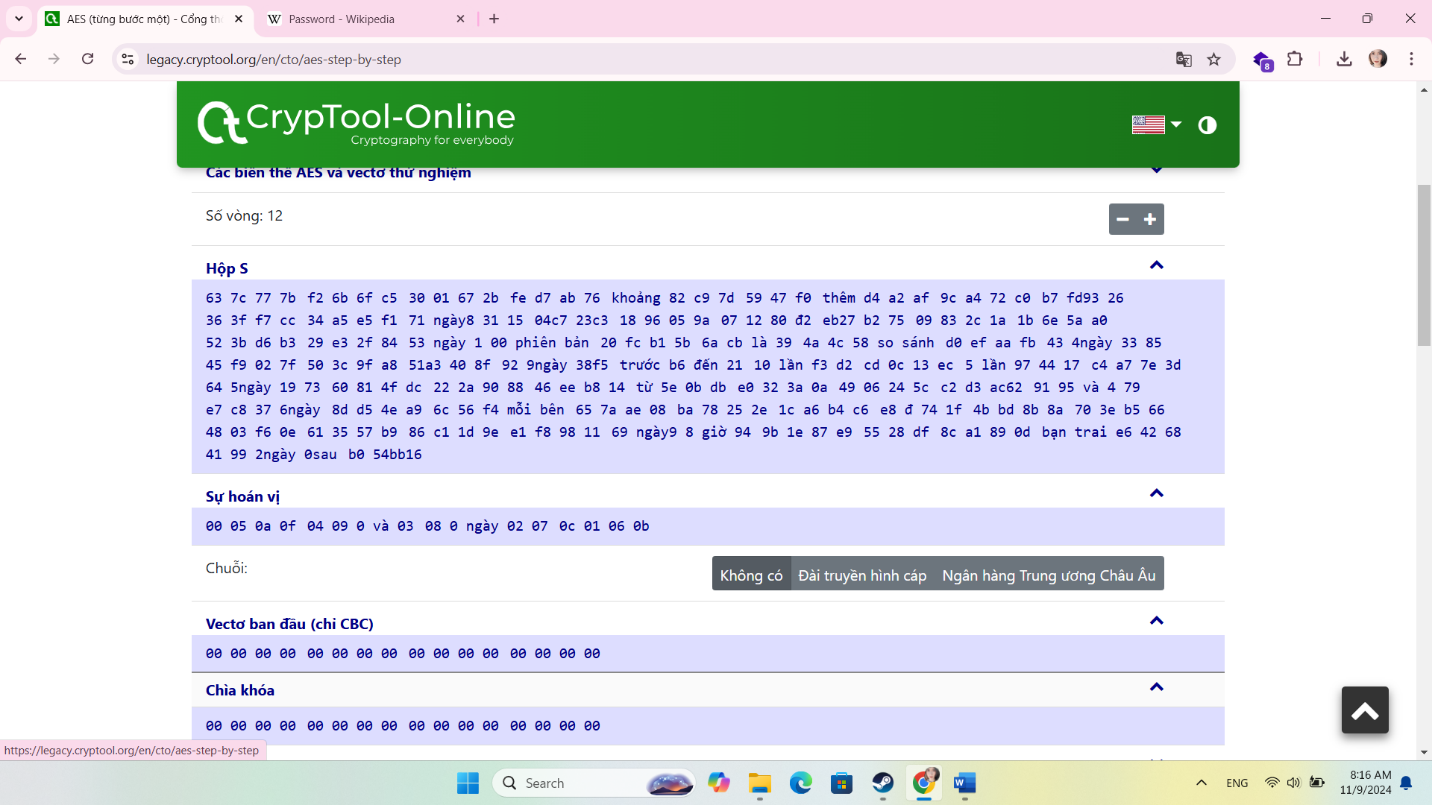 AES (từng bước một) - Cổng th
Password - Wikipedia
legacy.cryptool.org/en/cto/aes-step-by-step
8
CrypTool-Online
Cryptography for everybody
Các biến thể AES và vectơ thử nghiệm
Số vòng: 12
Hộp S
63 7c 77 7b f2 6b 6f c5 30 01 67 2b fe d7 ab 76 khoảng 82 c9 7d 59 47 f0 thêm d4 a2 af 9c a4 72 c0 b7 fd93 26
36 3f f7 cc 34 a5 e5 f1 71 ngày8 31 15 04c7 23c3 18 96 05 9a 07 12 80 đ2 eb27 b2 75 09 83 2c 1a 1b 6e 5a a0
52 3b d6 b3 29 e3 2f 84 53 ngày 1 00 phiên bản 20 fc b1 5b 6a cb là 39 4a 4c 58 so sánh d0 ef aa fb 43 4ngày 33 85
45 f9 02 7f 50 3c 9f a8 51a3 40 8f 92 9ngày 38f5 trước b6 đến 21 10 lần f3 d2 cd 0c 13 ec 5 lần 97 44 17 c4 a7 7e 3d
64 5ngày 19 73 60 81 4f dc 22 2a 90 88 46 ee b8 14 từ 5e 0b db e0 32 3a 0a 49 06 24 5c c2 d3 ac62 91 95 và 4 79
e7 c8 37 6ngày 8d d5 4e a9 6c 56 f4 mỗi bên 65 7a ae 08 ba 78 25 2e 1c a6 b4 c6 e8 đ 74 1f 4b bd 8b 8a 70 3e b5 66
48 03 f6 0e 61 35 57 b9 86 c1 1d 9e e1 f8 98 11 69 ngày9 8 giờ 94 9b 1e 87 e9 55 28 df 8c a1 89 0d bạn trai e6 42 68
41 99 2ngày 0sau b0 54bb16
Sự hoán vị
00 05 0a 0f 04 09 0 và 03 08 0 ngày 02 07 0c 01 06 0b
Chuỗi:
Không có Đài truyền hình cáp Ngân hàng Trung ương Châu Âu
Vectơ ban đầu (chỉ CBC)
00 00 00 00 00 00 00 00 00 00 00 00 00 00 00 00
Chìa khóa
00 00 00 00 00 00 00 00 00 00 00 00 00 00 00 00
https://legacy.cryptool.org/en/cto/aes-step-by-step
Search
ENG
8:16 AM
11/9/2024